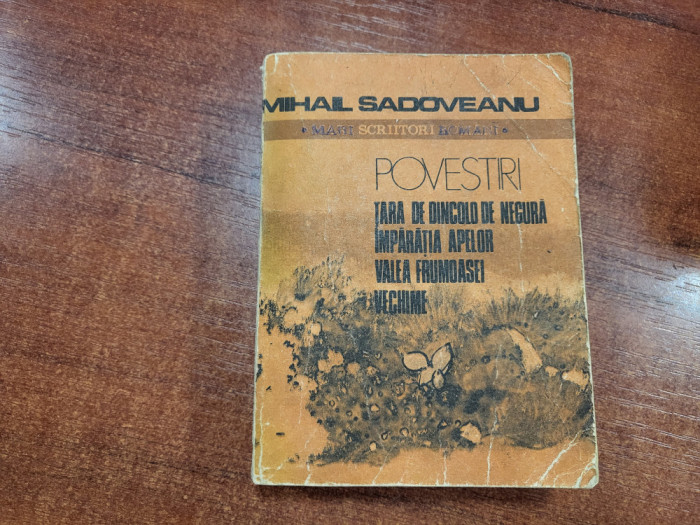 MIHAIL SADOVEANU
• MARI SCRIITORI ROMÂNI •
POVESTIRI
ȚARA DE DINCOLO DE NEGURĂ
ÎMPĂRĂȚIA APELOR
VALEA FRUMOASEI
VECHIME